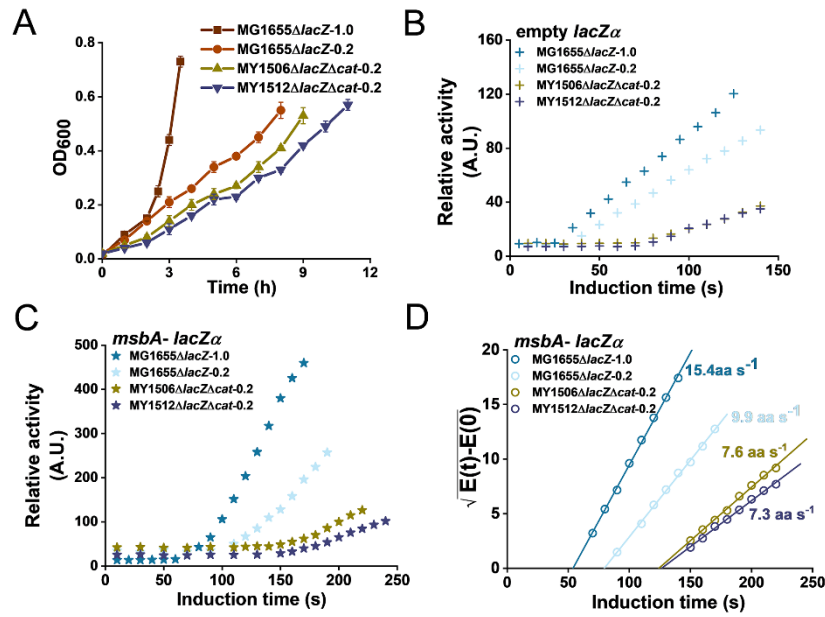 A
MG1655ΔlacZ-1.0
MG1655ΔlacZ-0.2
MY1506ΔlacZΔcat-0.2
MY1512ΔlacZΔcat-0.2
OD600
0.8
0.6
0.4
0.2
0.0
0 3 6 9 12
Time (h)
B
empty lacZα
MG1655ΔlacZ-1.0
MG1655ΔlacZ-0.2
MY1506ΔlacZΔcat-0.2
MY1512ΔlacZΔcat-0.2
Relative activity
(A.U.)
160
120
80
40
0
0 50 100 150
Induction time (s)
C
msbA- lacZα
MG1655ΔlacZ-1.0
MG1655ΔlacZ-0.2
MY1506ΔlacZΔcat-0.2
MY1512ΔlacZΔcat-0.2
Relative activity
(A.U.)
500
400
300
200
100
0
0 50 100 150 200 250
Induction time (s)
D
msbA- lacZα
MG1655ΔlacZ-1.0
MG1655ΔlacZ-0.2
MY1506ΔlacZΔcat-0.2
MY1512ΔlacZΔcat-0.2
15.4aa s⁻¹
9.9 aa s⁻¹
7.6 aa s⁻¹
7.3 aa s⁻¹
√E(t)-E(0)
20
15
10
5
0
0 50 100 150 200 250
Induction time (s)